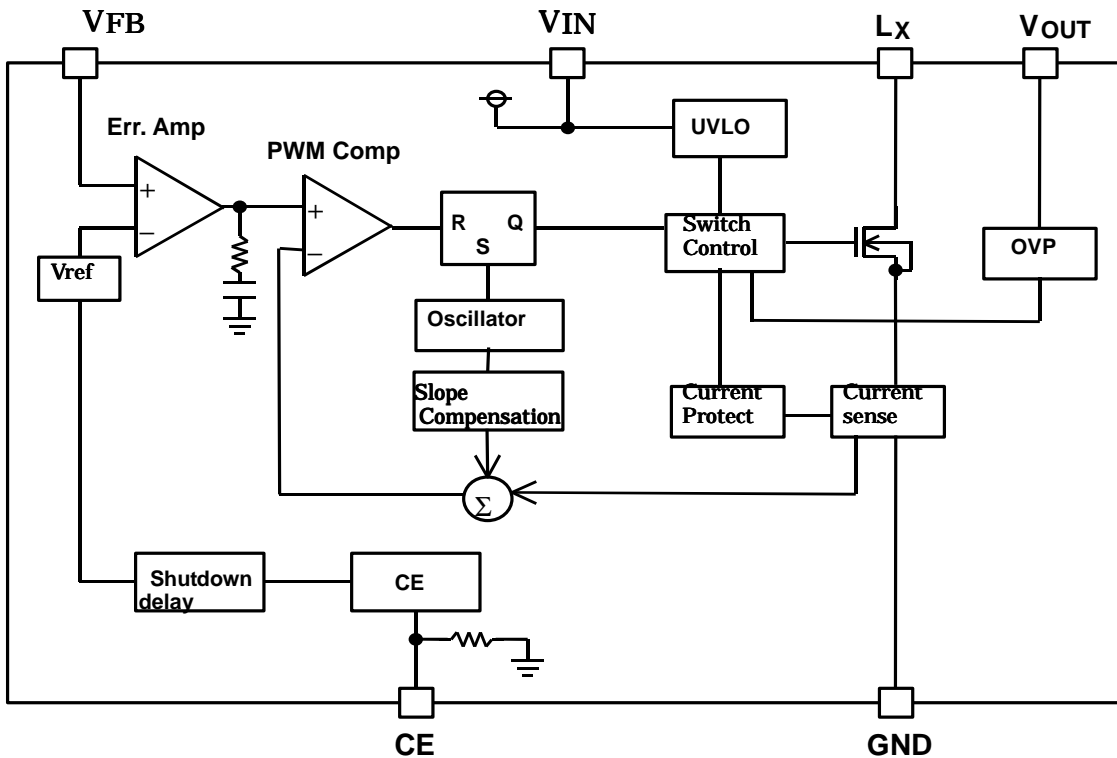 VFB
VIN
LX
VOUT
Err. Amp
PWM Comp
UVLO
+
−
+
−
R
Q
S
Switch
Control
OVP
Vref
Oscillator
Slope
Compensation
Current
Protect
Current
sense
Σ
Shutdown
delay
CE
CE
GND